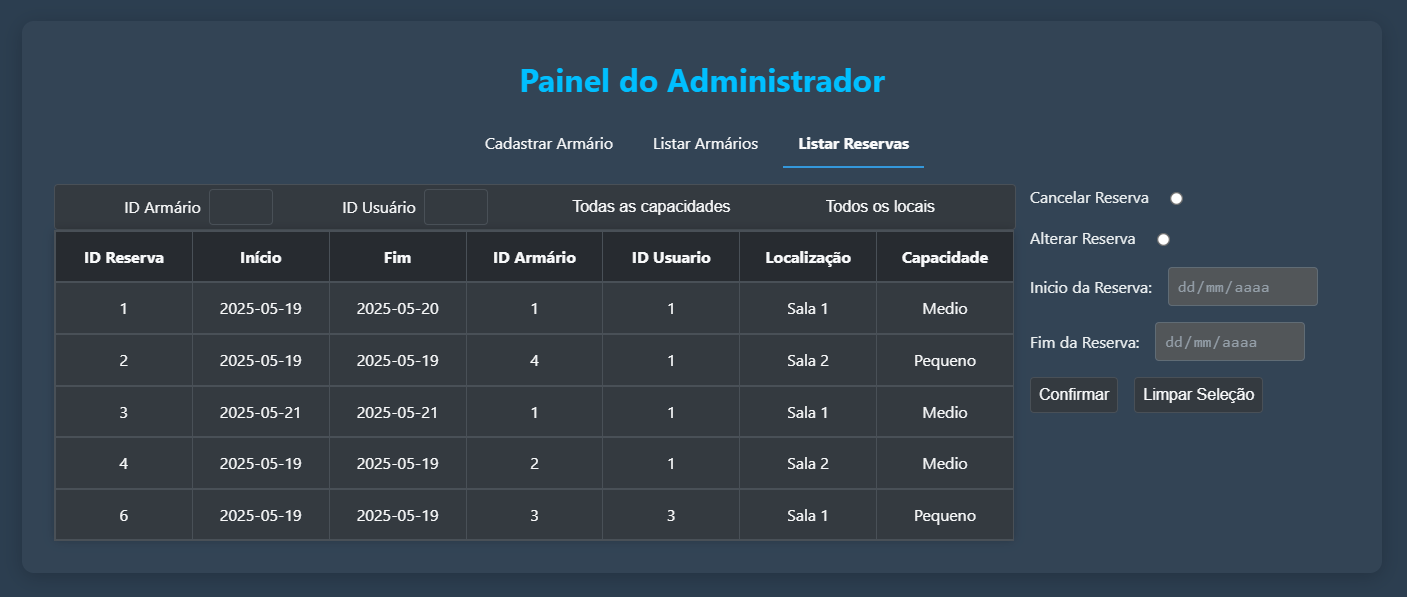 Painel do Administrador
Cadastrar Armário Listar Armários Listar Reservas
ID Armário ID Usuário Todas as capacidades Todos os locais
ID Reserva Início Fim ID Armário ID Usuario Localização Capacidade
1 2025-05-19 2025-05-20 1 1 Sala 1 Medio
2 2025-05-19 2025-05-19 4 1 Sala 2 Pequeno
3 2025-05-21 2025-05-21 1 1 Sala 1 Medio
4 2025-05-19 2025-05-19 2 1 Sala 2 Medio
6 2025-05-19 2025-05-19 3 3 Sala 1 Pequeno
Cancelar Reserva
Alterar Reserva
Inicio da Reserva: dd/mm/aaaa
Fim da Reserva: dd/mm/aaaa
Confirmar Limpar Seleção